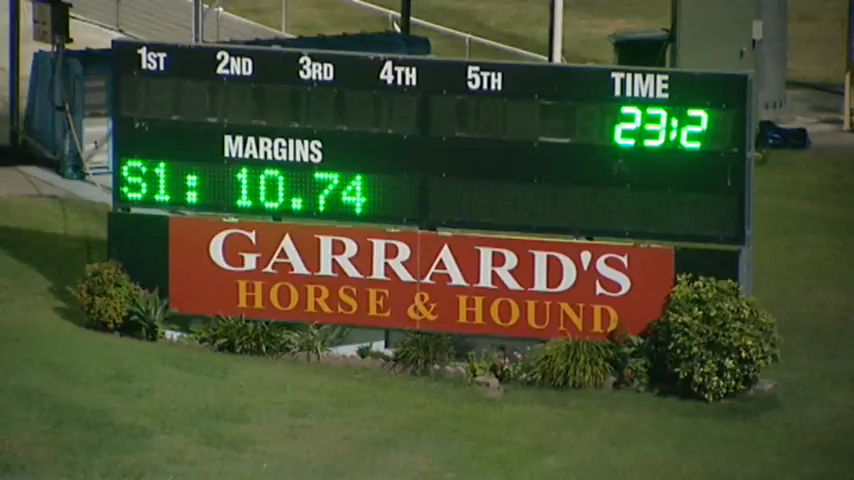 1ST 2ND 3RD 4TH 5TH TIME
23:2
MARGINS
S1: 10.74
GARRARD'S
HORSE & HOUND